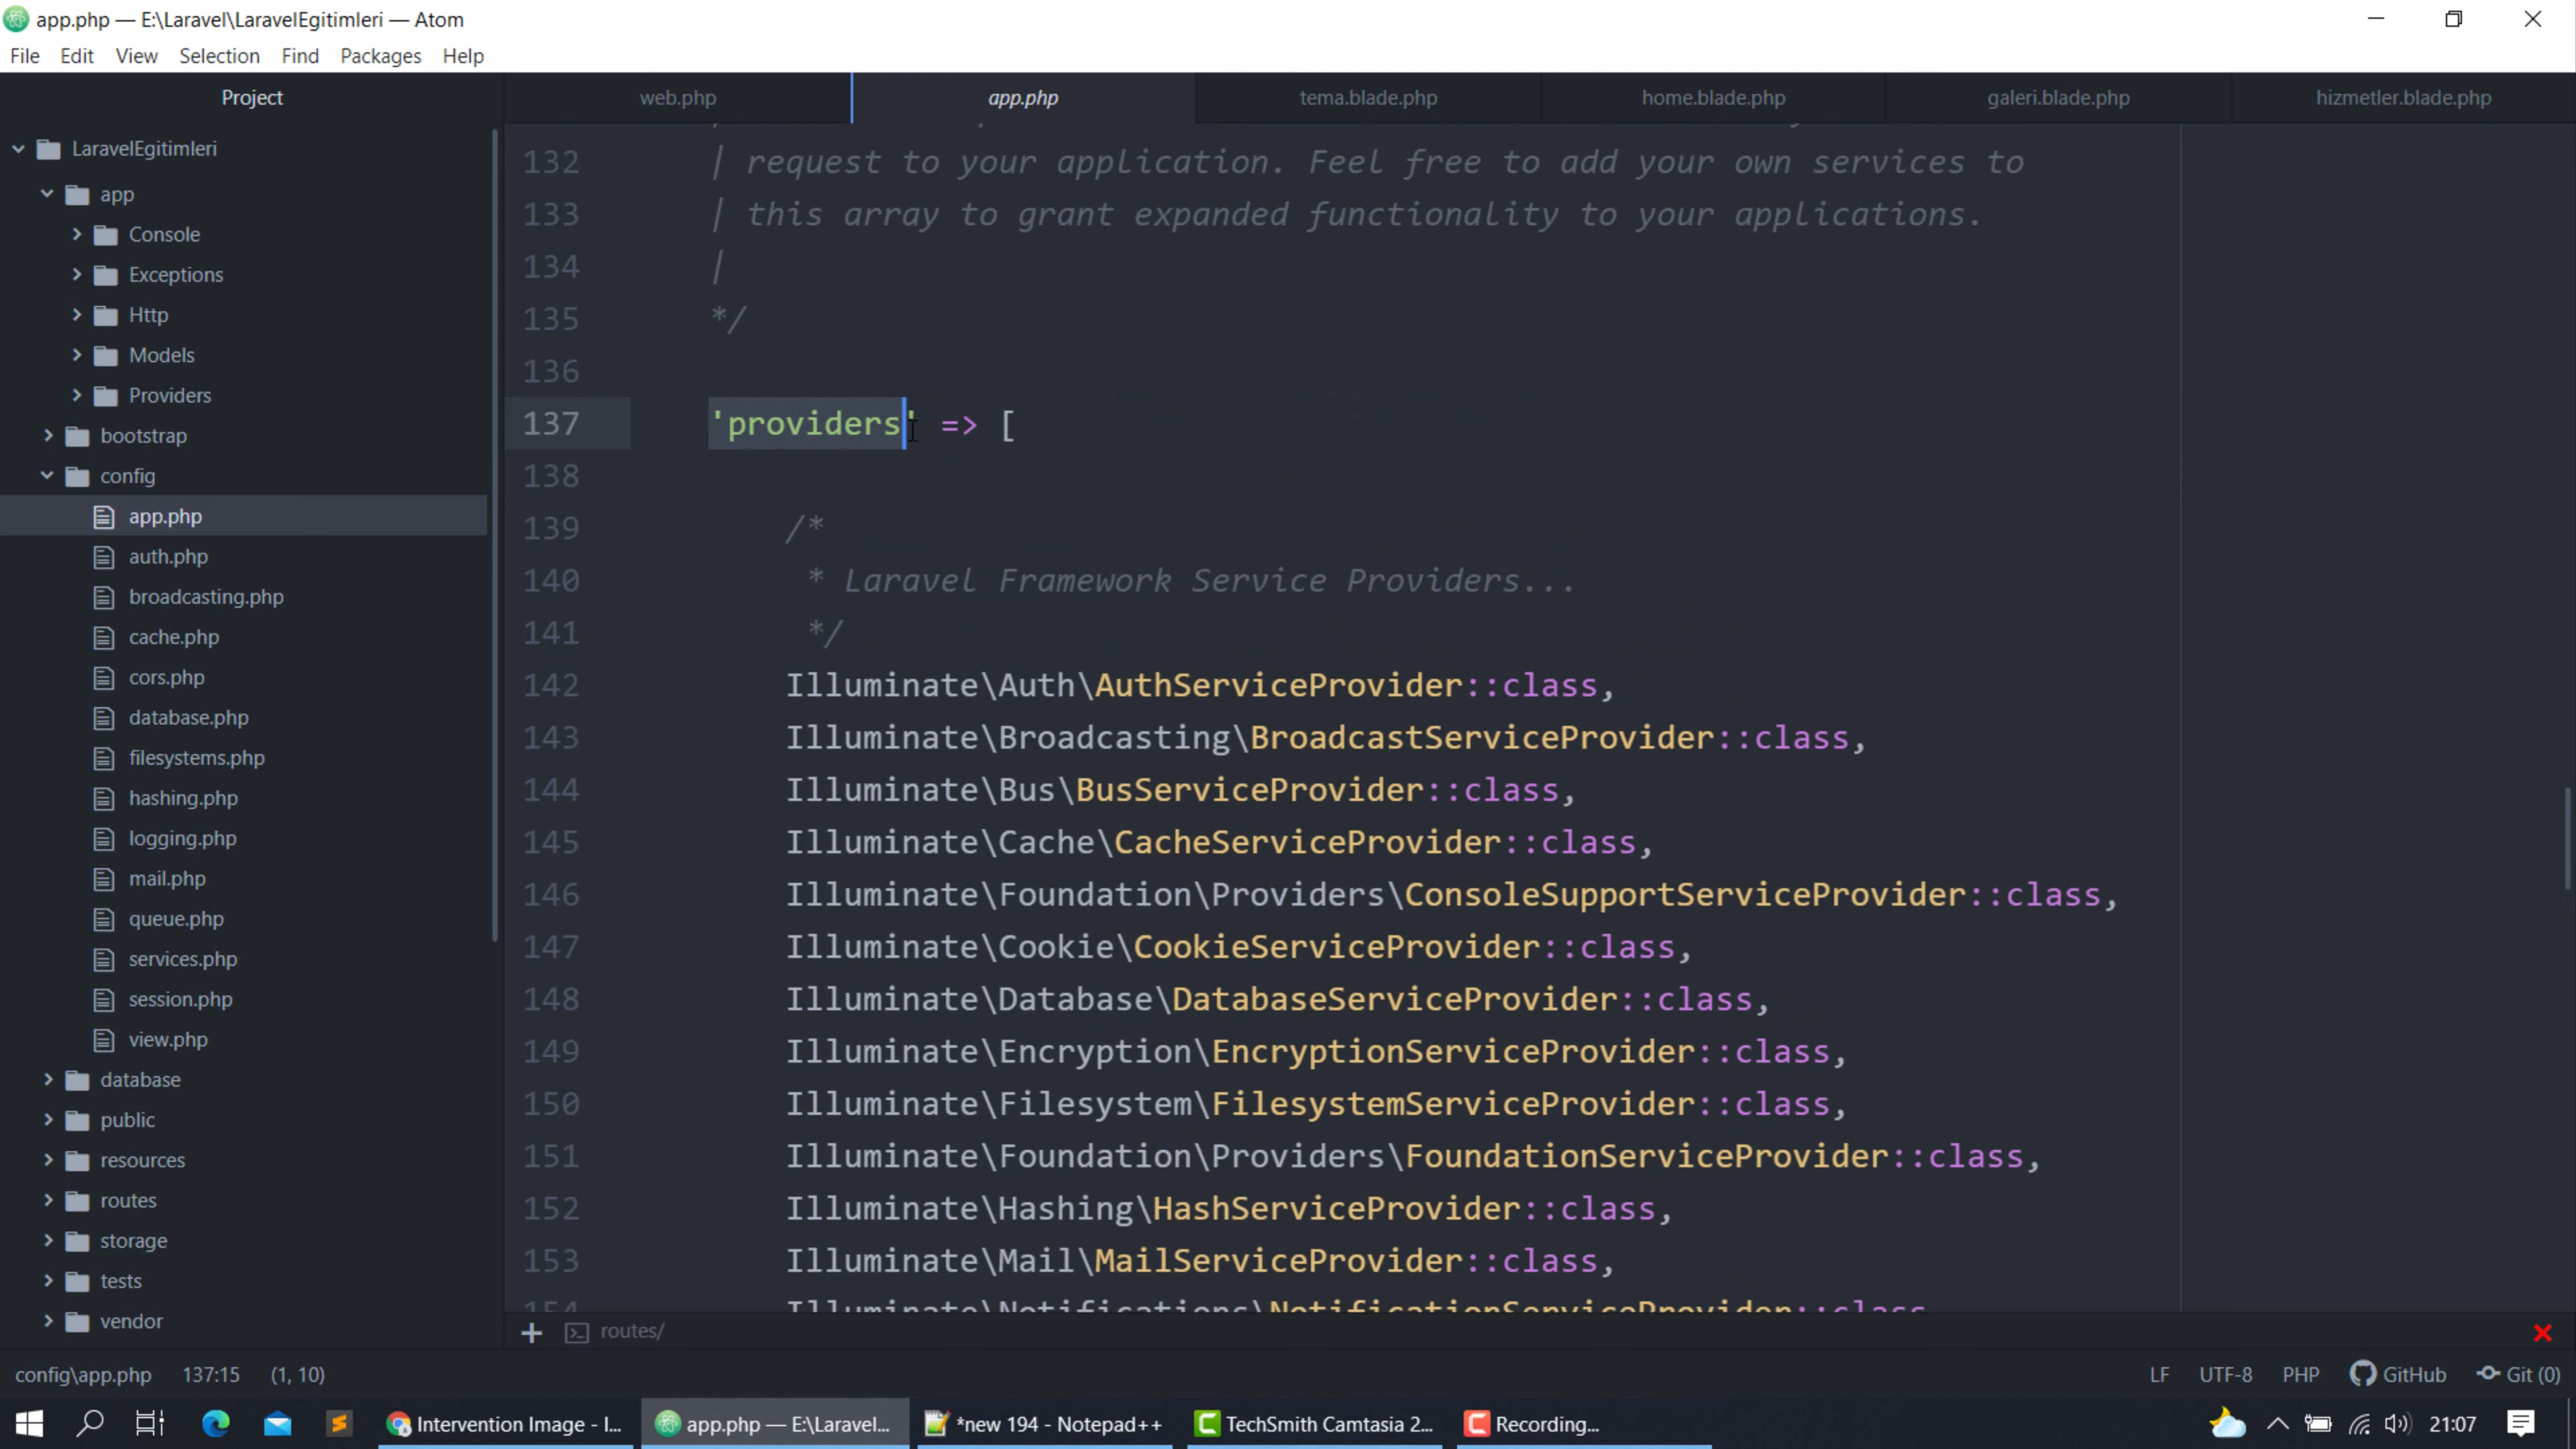 app.php — E:\Laravel\LaravelEgitimleri — Atom
File Edit View Selection Find Packages Help
Project
web.php app.php tema.blade.php home.blade.php galeri.blade.php hizmetler.blade.php
LaravelEgitimleri
app
Console
Exceptions
Http
Models
Providers
bootstrap
config
app.php
auth.php
broadcasting.php
cache.php
cors.php
database.php
filesystems.php
hashing.php
logging.php
mail.php
queue.php
services.php
session.php
view.php
database
public
resources
routes
storage
tests
vendor
132 | request to your application. Feel free to add your own services to
133 | this array to grant expanded functionality to your applications.
134 |
135 */
136
137 'providers' => [
138
139 /*
140 * Laravel Framework Service Providers...
141 */
142 Illuminate\Auth\AuthServiceProvider::class,
143 Illuminate\Broadcasting\BroadcastServiceProvider::class,
144 Illuminate\Bus\BusServiceProvider::class,
145 Illuminate\Cache\CacheServiceProvider::class,
146 Illuminate\Foundation\Providers\ConsoleSupportServiceProvider::class,
147 Illuminate\Cookie\CookieServiceProvider::class,
148 Illuminate\Database\DatabaseServiceProvider::class,
149 Illuminate\Encryption\EncryptionServiceProvider::class,
150 Illuminate\Filesystem\FilesystemServiceProvider::class,
151 Illuminate\Foundation\Providers\FoundationServiceProvider::class,
152 Illuminate\Hashing\HashServiceProvider::class,
153 Illuminate\Mail\MailServiceProvider::class,
154 Illuminate\Notifications\NotificationServiceProvider::class
+ routes/
config\app.php 137:15 (1, 10) LF UTF-8 PHP GitHub Git (0)
Intervention Image - I... app.php — E:\Laravel... *new 194 - Notepad++ TechSmith Camtasia 2... Recording... 21:07